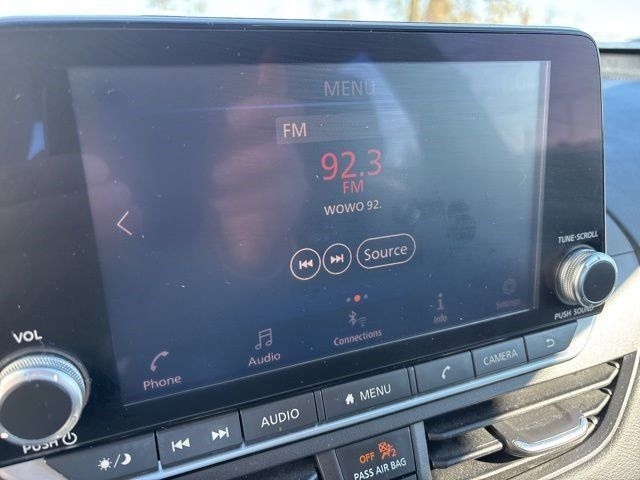 MENU
FM
92.3
FM
WOWO 92.
Source
TUNE·SCROLL
PUSH SOUND
VOL
PUSH
Phone
Audio
Connections
Info
Settings
AUDIO
MENU
CAMERA
OFF 2
PASS AIR BAG